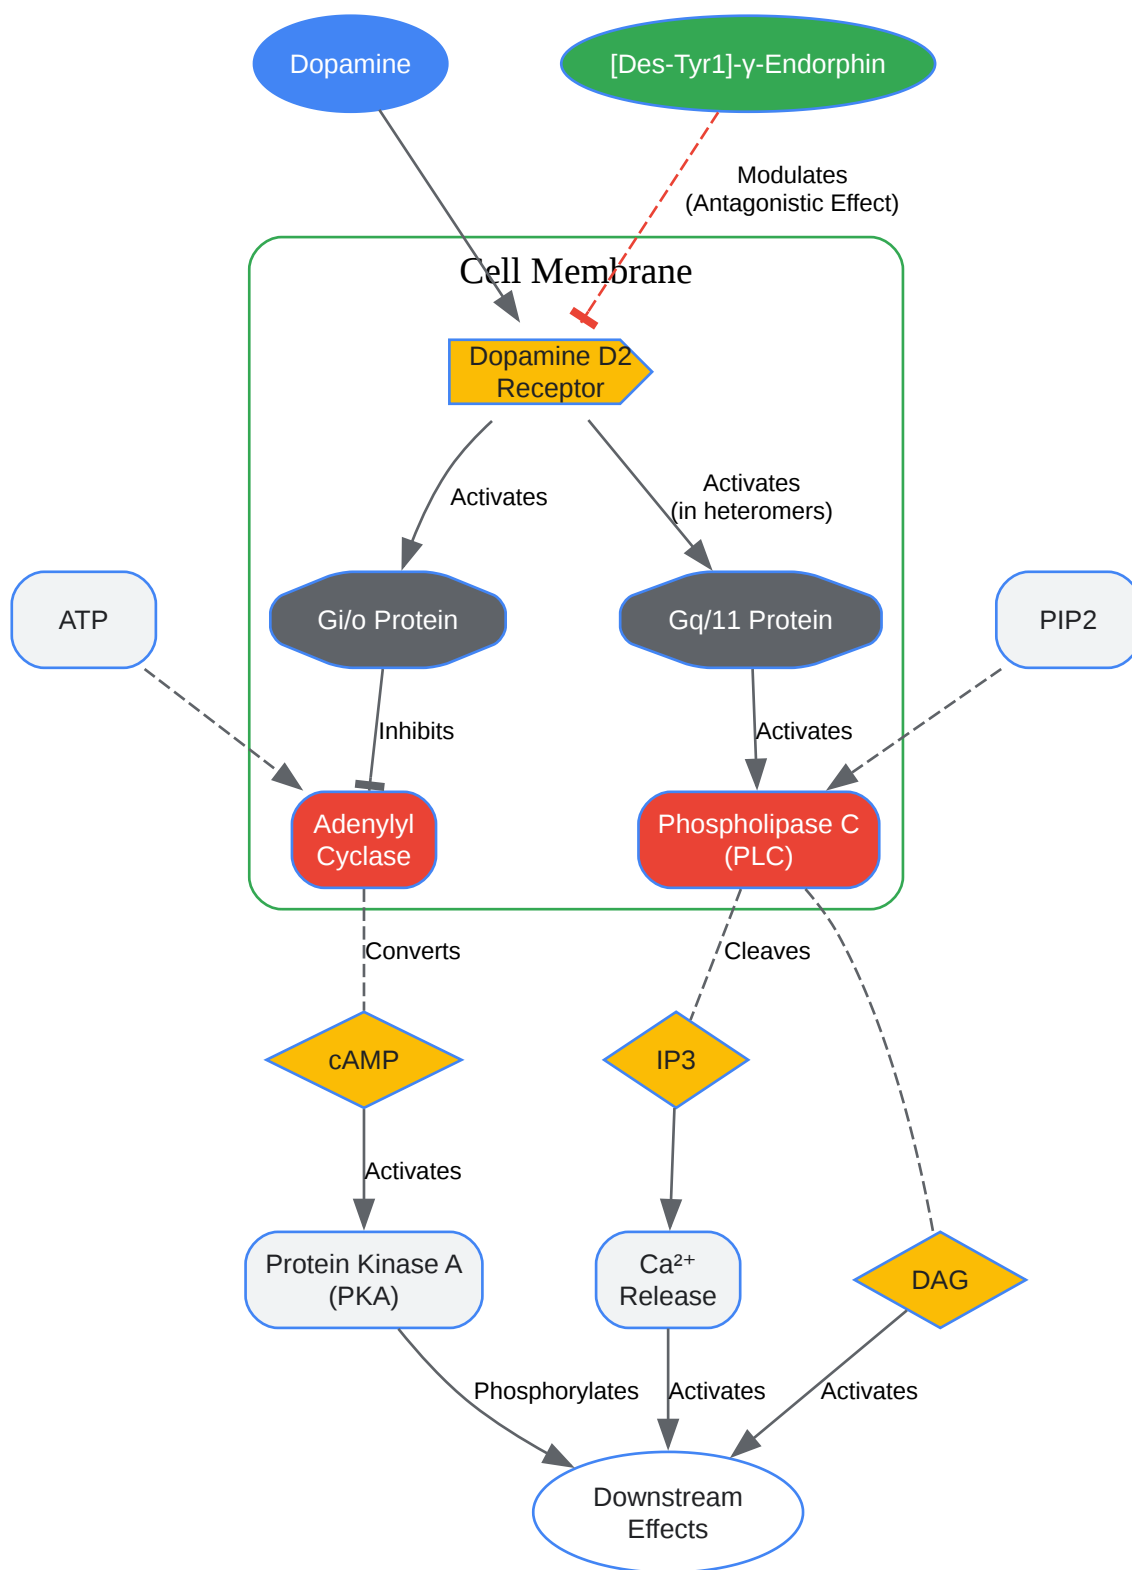 Dopamine
[Des-Tyr1]-γ-Endorphin
Modulates
(Antagonistic Effect)
Cell Membrane
Dopamine D2
Receptor
Activates
Activates
(in heteromers)
ATP
Gi/o Protein
Gq/11 Protein
PIP2
Inhibits
Activates
Adenylyl
Cyclase
Phospholipase C
(PLC)
Converts
Cleaves
cAMP
IP3
Activates
Protein Kinase A
(PKA)
Ca²⁺
Release
DAG
Phosphorylates
Activates
Activates
Downstream
Effects